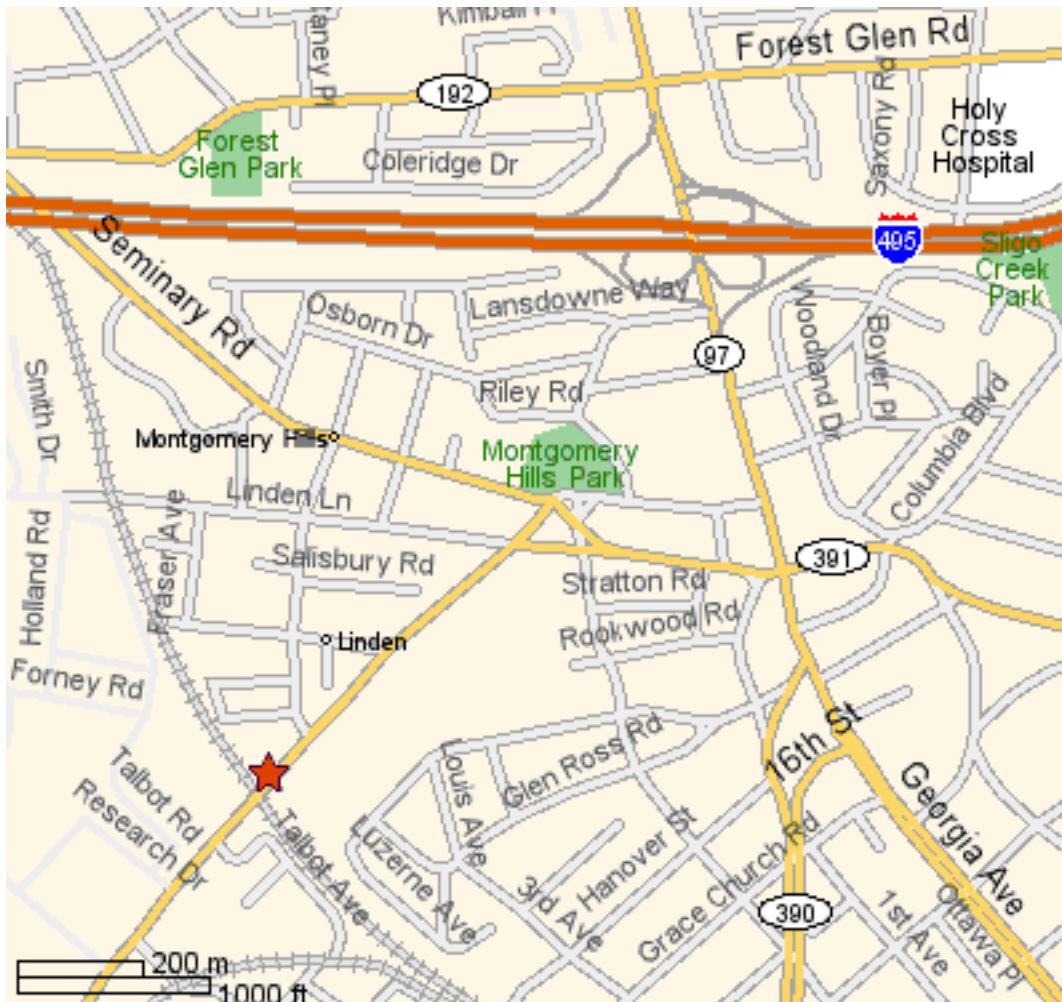 Kimball Pl
aney Pl
Forest Glen Rd
192
Saxony Rd
Holy
Cross
Hospital
Forest
Glen Park
Coleridge Dr
Seminary Rd
495
Sligo
Creek
Park
Lansdowne Way
Osborn Dr
Woodland Dr
Boyer Pl
97
Smith Dr
Riley Rd
Columbia Blvd
Montgomery Hills
Montgomery
Hills Park
Linden Ln
Fraser Ave
Holland Rd
Salisbury Rd
391
Stratton Rd
Rookwood Rd
Linden
Forney Rd
16th St
Glen Ross Rd
Louis Ave
Georgia Ave
Talbot Rd
Research Dr
Talbot Ave
Luzerne Ave
Hanover St
Grace Church Rd
3rd Ave
390
1st Ave
Ottawa Pl
200 m
1000 ft